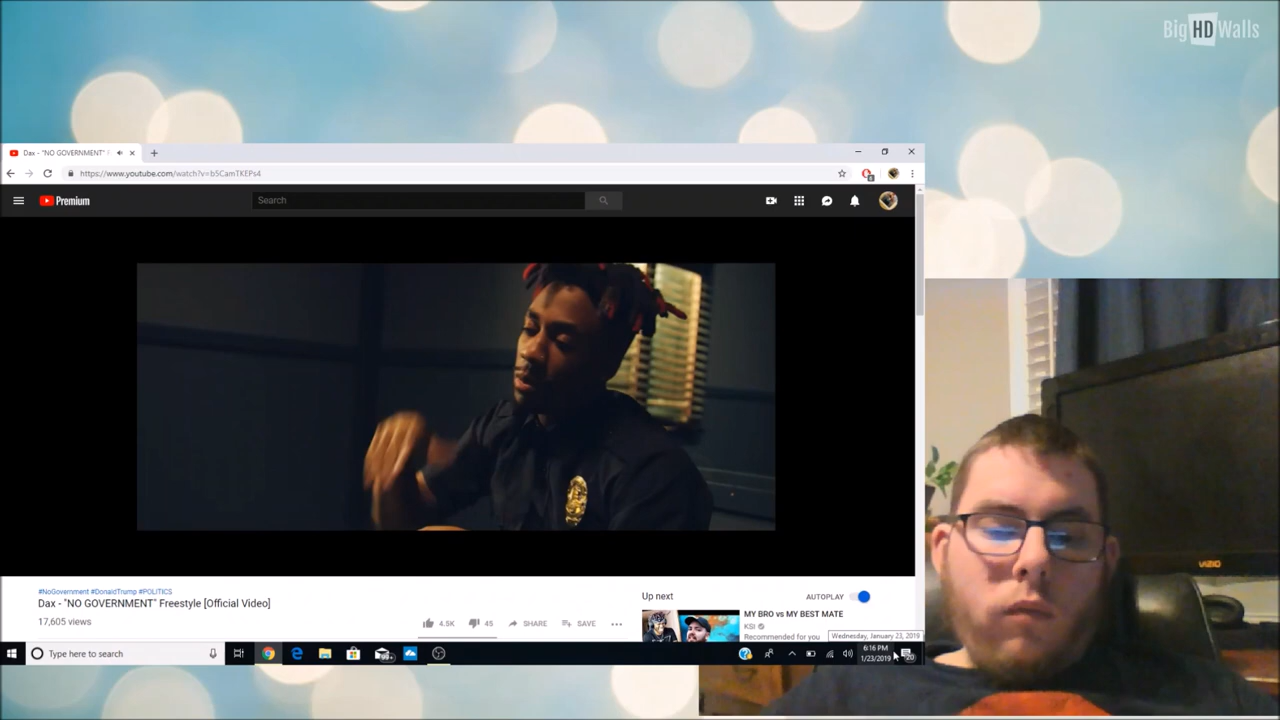 Big HD Walls
Dax - "NO GOVERNMENT" F
https://www.youtube.com/watch?v=b5CamTKEPs4
Premium
Search
#NoGovernment #DonaldTrump #POLITICS
Dax - "NO GOVERNMENT" Freestyle [Official Video]
17,605 views
4.5K
45
SHARE
SAVE
Up next
AUTOPLAY
MY BRO vs MY BEST MATE
KSI
Recommended for you
Wednesday, January 23, 2019
Type here to search
99+
6:16 PM
1/23/2019
20
VIZIO